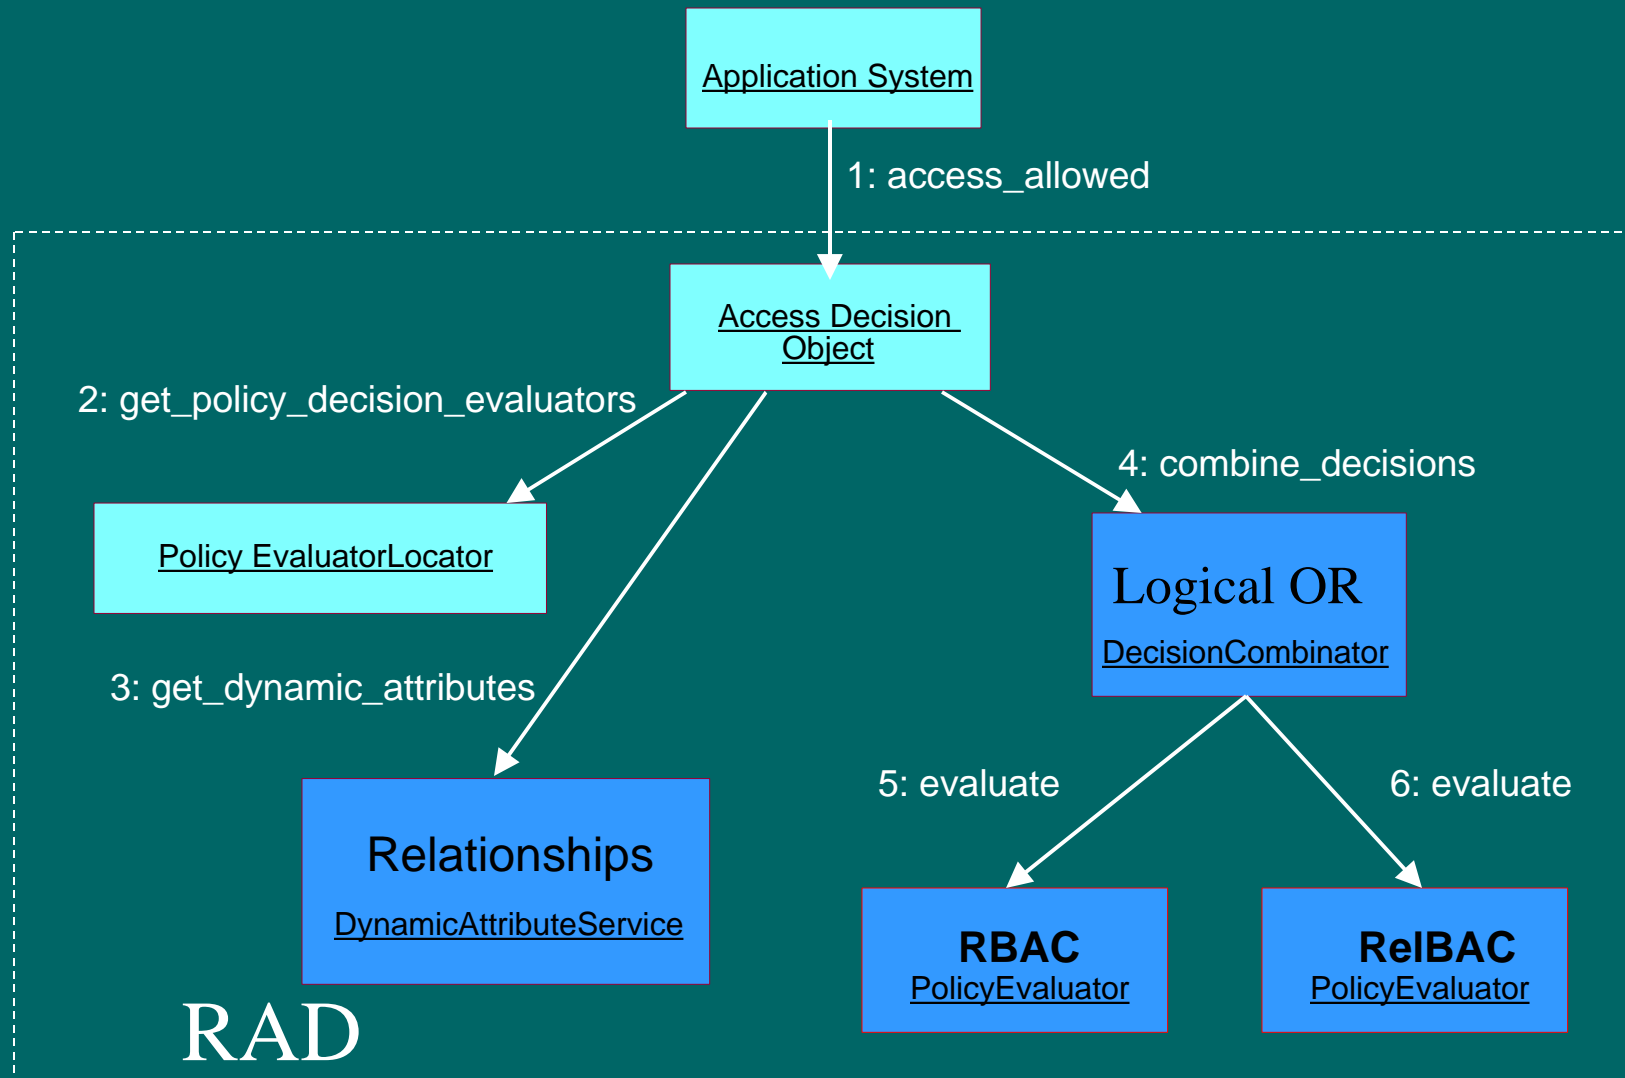 Application System
1: access_allowed
Access Decision
Object
2: get_policy_decision_evaluators
4: combine_decisions
Policy EvaluatorLocator
Logical OR
DecisionCombinator
3: get_dynamic_attributes
5: evaluate
6: evaluate
Relationships
DynamicAttributeService
RBAC
PolicyEvaluator
RelBAC
PolicyEvaluator
RAD